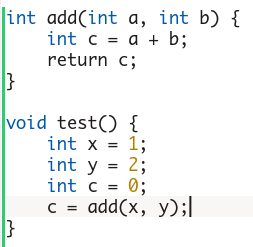 int add(int a, int b) {
    int c = a + b;
    return c;
}

void test() {
    int x = 1;
    int y = 2;
    int c = 0;
    c = add(x, y);
}